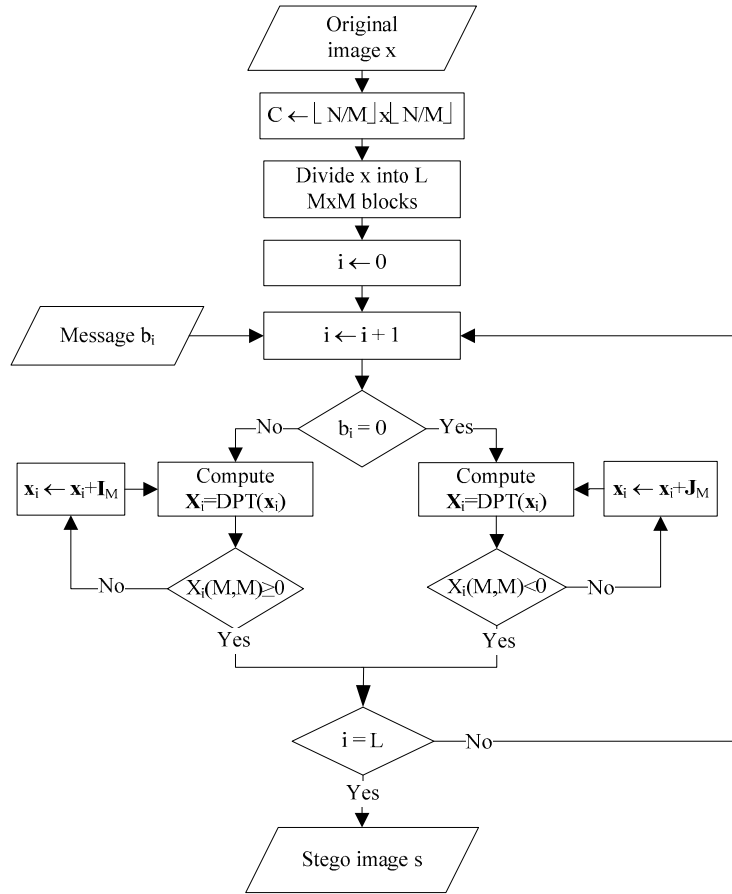 Original
image x
C ← ⌊ N/M⌋x⌊ N/M⌋
Divide x into L
MxM blocks
i ← 0
Message bᵢ
i ← i + 1
bᵢ = 0
No
Yes
xᵢ ← xᵢ+I_M
Compute
Xᵢ=DPT(xᵢ)
Compute
Xᵢ=DPT(xᵢ)
xᵢ ← xᵢ+J_M
No
Xᵢ(M,M)≥0
Xᵢ(M,M)<0
No
Yes
Yes
i = L
No
Yes
Stego image s